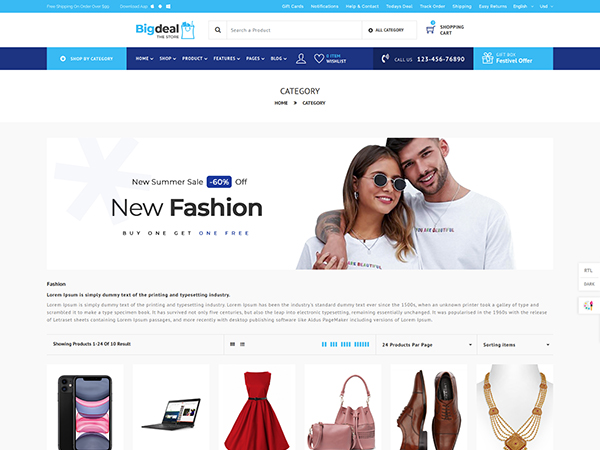 Free Shipping On Order Over $99
Download App
Gift Cards
Notifications
Help & Contact
Todays Deal
Track Order
Shipping
Easy Returns
English
Usd
Bigdeal
THE STORE
Search a Product
ALL CATEGORY
0
SHOPPING
CART
SHOP BY CATEGORY
HOME
SHOP
PRODUCT
FEATURES
PAGES
BLOG
0 ITEM
WISHLIST
CALL US 123-456-76890
GIFT BOX
Festivel Offer
CATEGORY
HOME » CATEGORY
New Summer Sale -60% Off
New Fashion
BUY ONE GET ONE FREE
YOU ARE BEAUTIFUL.
YOU ARE BEAUTIFUL.
Fashion
Lorem Ipsum is simply dummy text of the printing and typesetting industry.
Lorem Ipsum is simply dummy text of the printing and typesetting industry. Lorem Ipsum has been the industry's standard dummy text ever since the 1500s, when an unknown printer took a galley of type and
scrambled it to make a type specimen book. It has survived not only five centuries, but also the leap into electronic typesetting, remaining essentially unchanged. It was popularised in the 1960s with the release
of Letraset sheets containing Lorem Ipsum passages, and more recently with desktop publishing software like Aldus PageMaker including versions of Lorem Ipsum.
RTL
DARK
Showing Products 1-24 Of 10 Result
24 Products Par Page
Sorting items